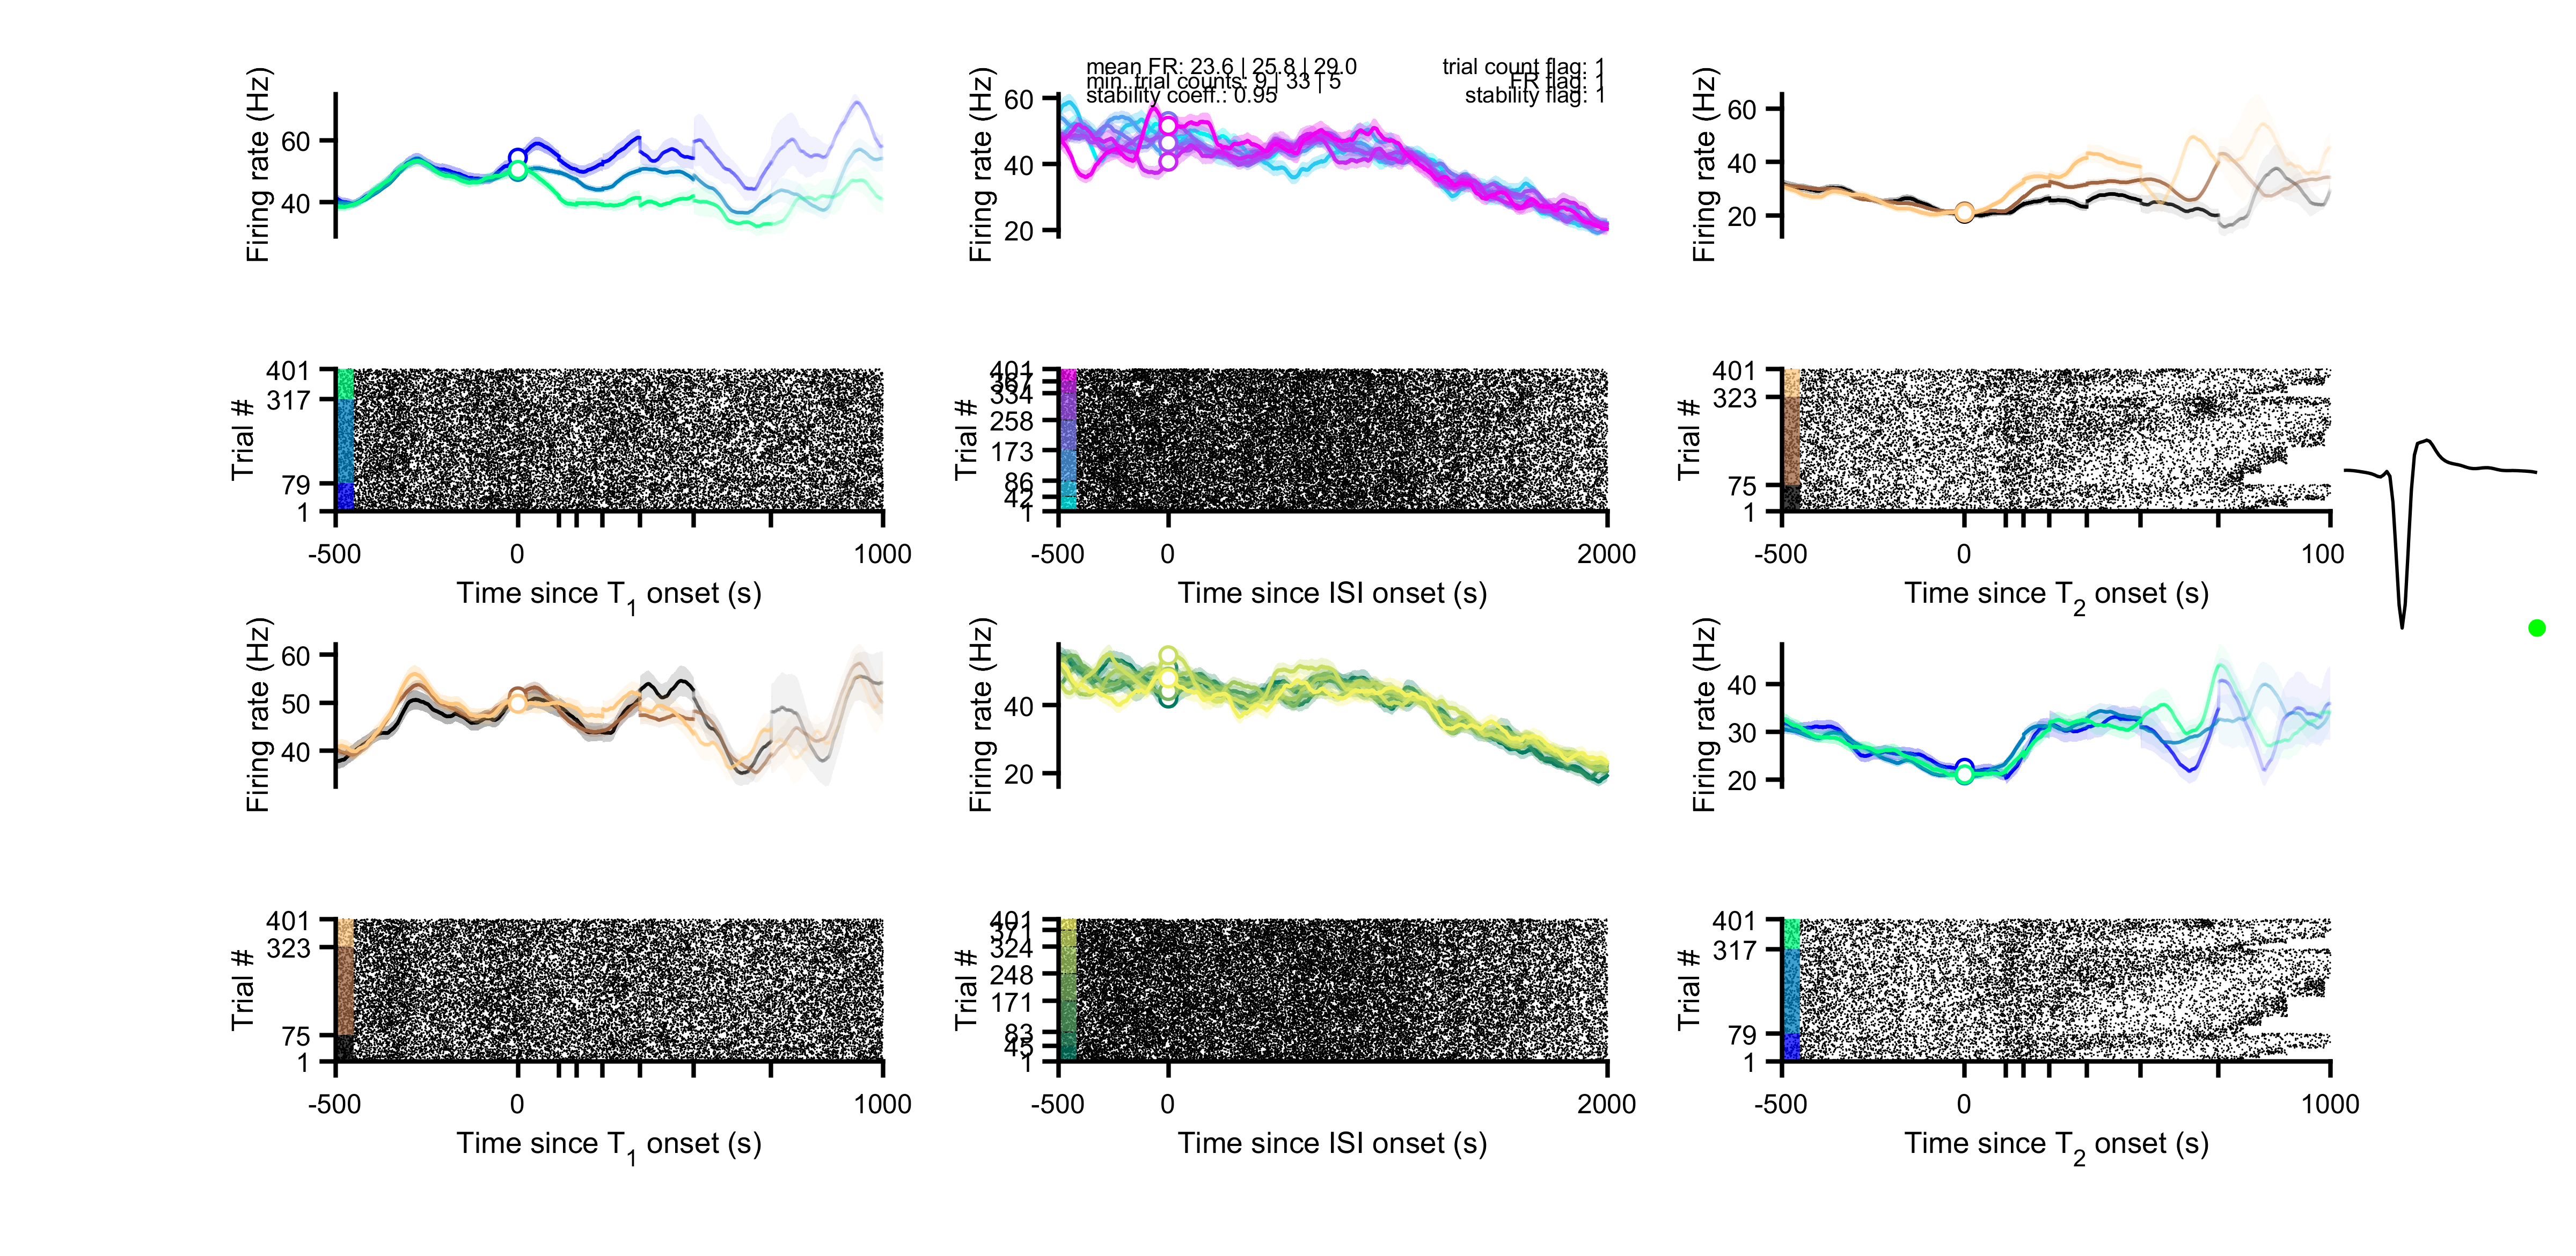 mean FR: 23.6 | 25.8 | 29.0
min. trial counts: 9 | 33 | 5
stability coeff.: 0.95
trial count flag: 1
FR flag: 1
stability flag: 1
Firing rate (Hz)
60
40
Firing rate (Hz)
60
40
20
Firing rate (Hz)
60
40
20
Trial #
401
317
79
1
-500
0
1000
Time since T1 onset (s)
Trial #
401
367
334
258
173
86
42
1
-500
0
2000
Time since ISI onset (s)
Trial #
401
323
75
1
-500
0
100
Time since T2 onset (s)
Firing rate (Hz)
60
50
40
Firing rate (Hz)
40
20
Firing rate (Hz)
40
30
20
Trial #
401
323
75
1
-500
0
1000
Time since T1 onset (s)
Trial #
401
371
324
248
171
83
45
1
-500
0
2000
Time since ISI onset (s)
Trial #
401
317
79
1
-500
0
1000
Time since T2 onset (s)